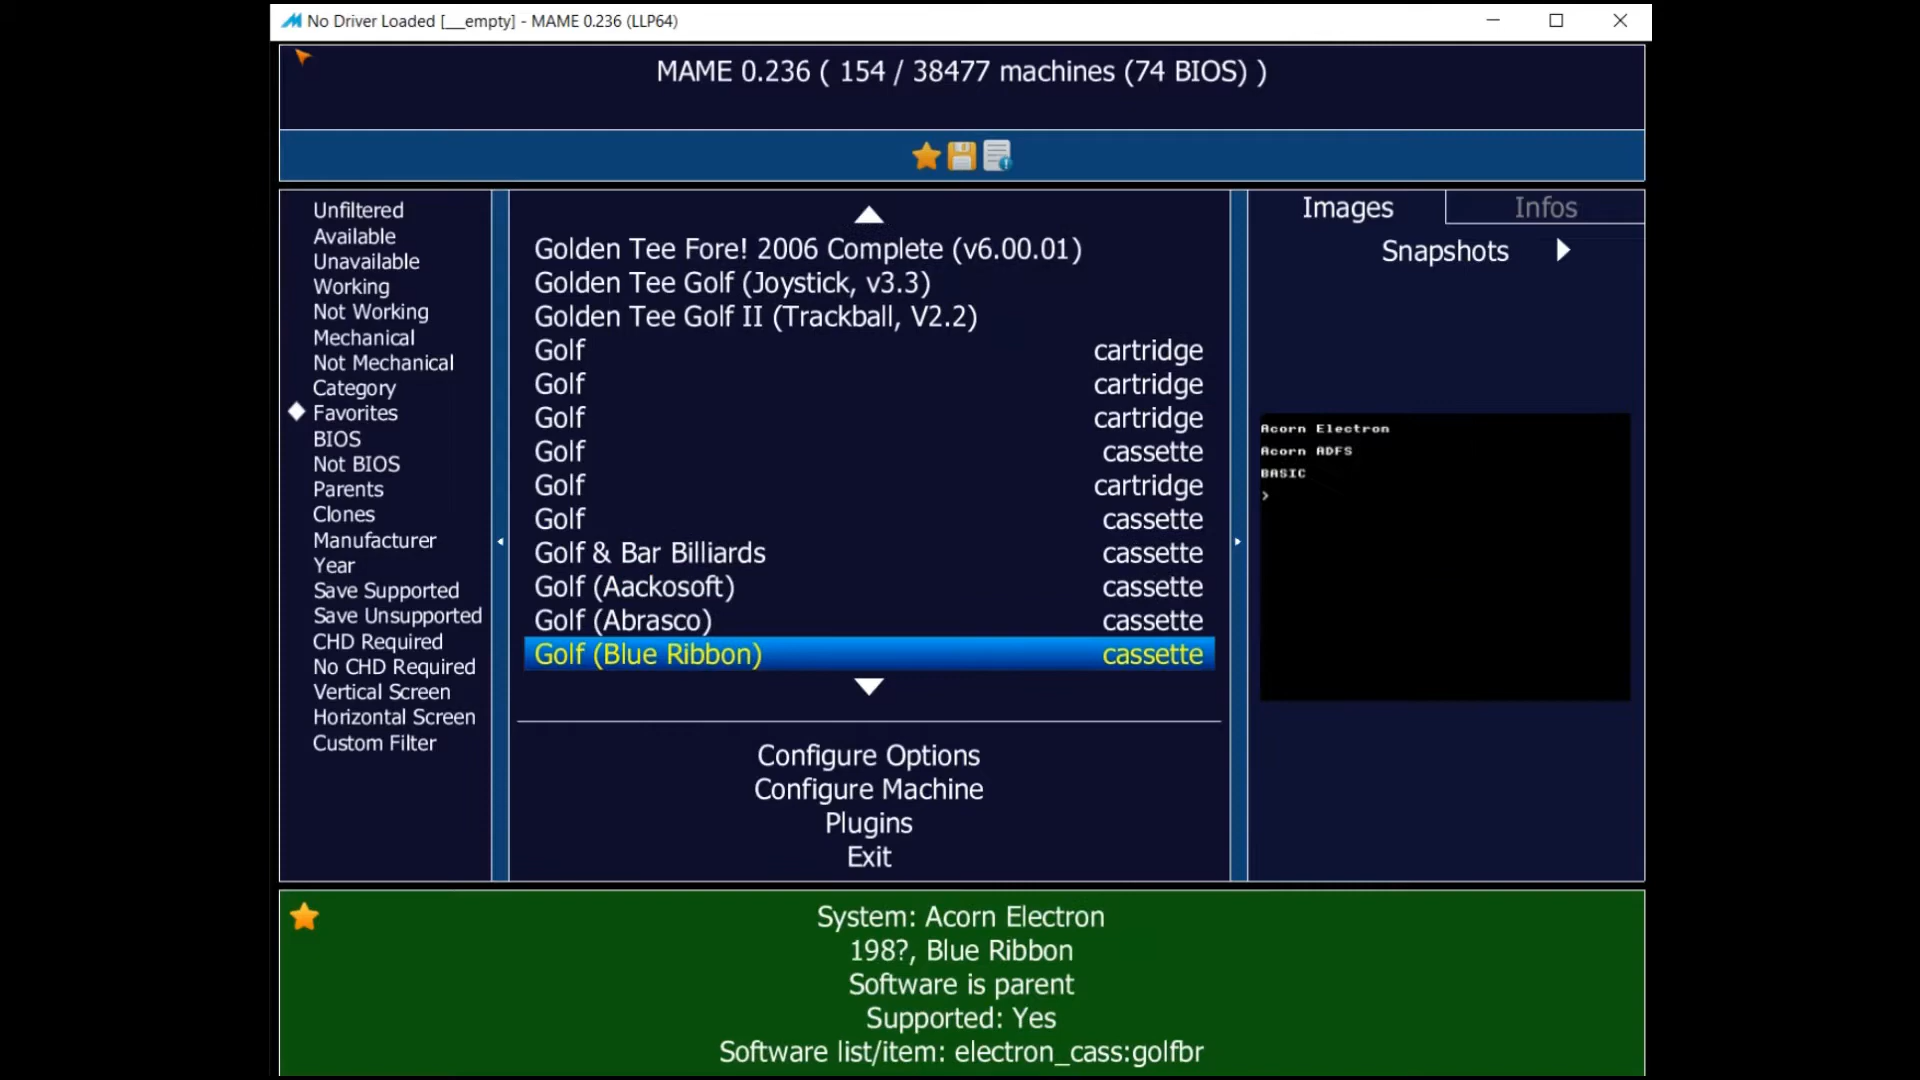 No Driver Loaded [___empty] - MAME 0.236 (LLP64)
MAME 0.236 ( 154 / 38477 machines (74 BIOS) )
Unfiltered
Available
Unavailable
Working
Not Working
Mechanical
Not Mechanical
Category
Favorites
BIOS
Not BIOS
Parents
Clones
Manufacturer
Year
Save Supported
Save Unsupported
CHD Required
No CHD Required
Vertical Screen
Horizontal Screen
Custom Filter
Golden Tee Fore! 2006 Complete (v6.00.01)
Golden Tee Golf (Joystick, v3.3)
Golden Tee Golf II (Trackball, V2.2)
Golf cartridge
Golf cartridge
Golf cartridge
Golf cassette
Golf cartridge
Golf cassette
Golf & Bar Billiards cassette
Golf (Aackosoft) cassette
Golf (Abrasco) cassette
Golf (Blue Ribbon) cassette
Configure Options
Configure Machine
Plugins
Exit
Images Infos
Snapshots
Acorn Electron
Acorn ADFS
BASIC
>
System: Acorn Electron
198?, Blue Ribbon
Software is parent
Supported: Yes
Software list/item: electron_cass:golfbr